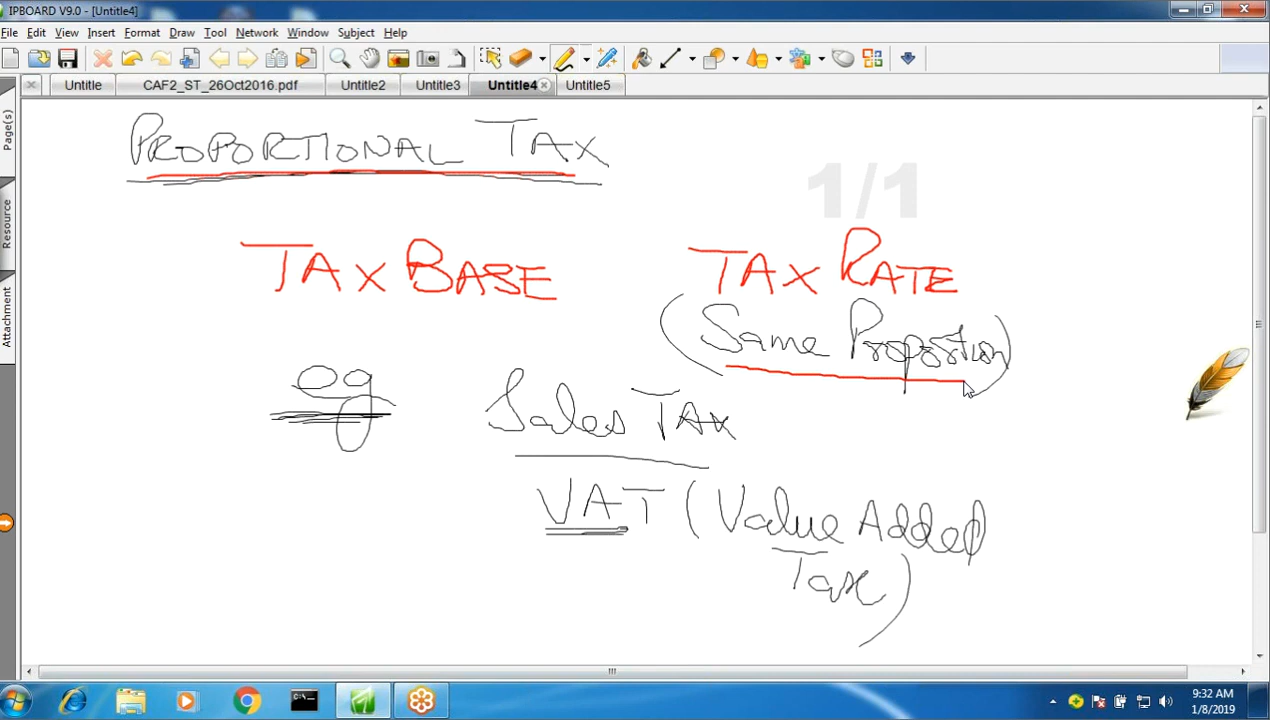 IPBOARD V9.0 - [Untitle4]
File Edit View Insert Format Draw Tool Network Window Subject Help
Untitle CAF2_ST_26Oct2016.pdf Untitle2 Untitle3 Untitle4 Untitle5
Page(s)
Resource
Attachment
1/1
PROPORTIONAL TAX
TAX BASE TAX RATE
(Same Proportion)
eg Sales TAX
VAT (Value Added
Tax)
9:32 AM
1/8/2019